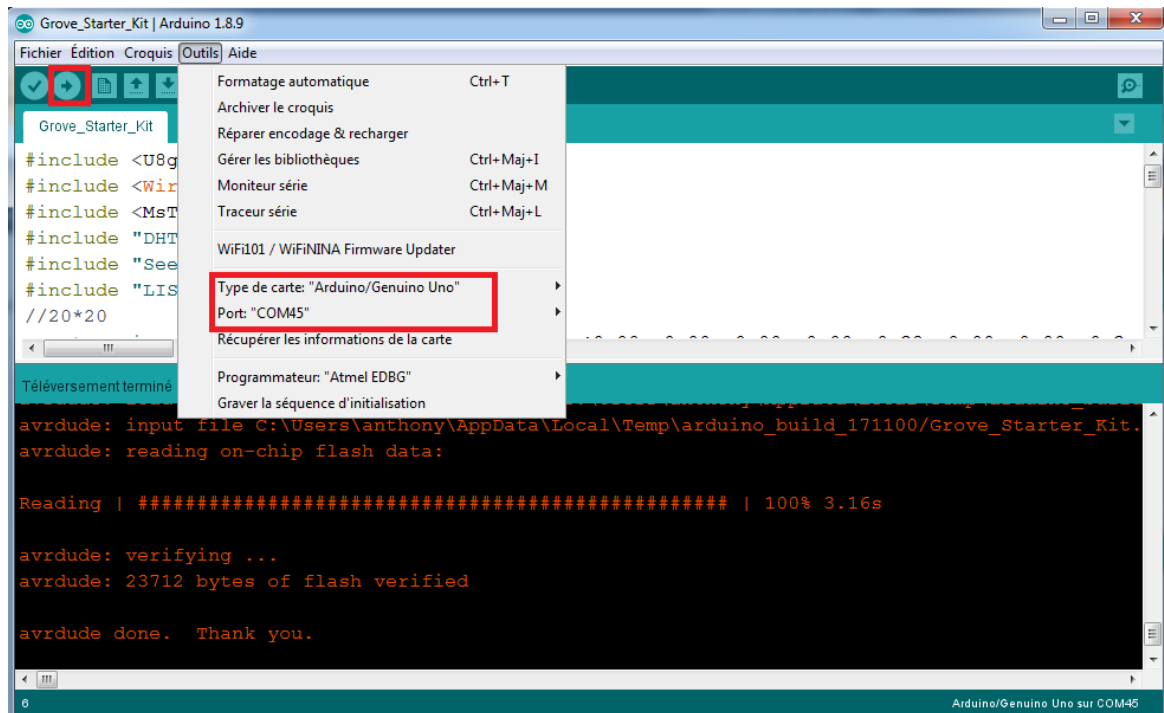 Grove_Starter_Kit | Arduino 1.8.9
Fichier Édition Croquis Outils Aide
Formatage automatique Ctrl+T
Archiver le croquis
Réparer encodage & recharger
Gérer les bibliothèques Ctrl+Maj+I
Moniteur série Ctrl+Maj+M
Traceur série Ctrl+Maj+L
WiFi101 / WiFiNINA Firmware Updater
Type de carte: "Arduino/Genuino Uno"
Port: "COM45"
Récupérer les informations de la carte
Programmateur: "Atmel EDBG"
Graver la séquence d'initialisation
Grove_Starter_Kit
#include <U8g
#include <Wir
#include <MsT
#include "DHT
#include "See
#include "LIS
//20*20
Téléversement terminé
avrdude: input file C:\Users\anthony\AppData\Local\Temp\arduino_build_171100/Grove_Starter_Kit.
avrdude: reading on-chip flash data:
Reading | ################################################## | 100% 3.16s
avrdude: verifying ...
avrdude: 23712 bytes of flash verified
avrdude done.  Thank you.
6
Arduino/Genuino Uno sur COM45